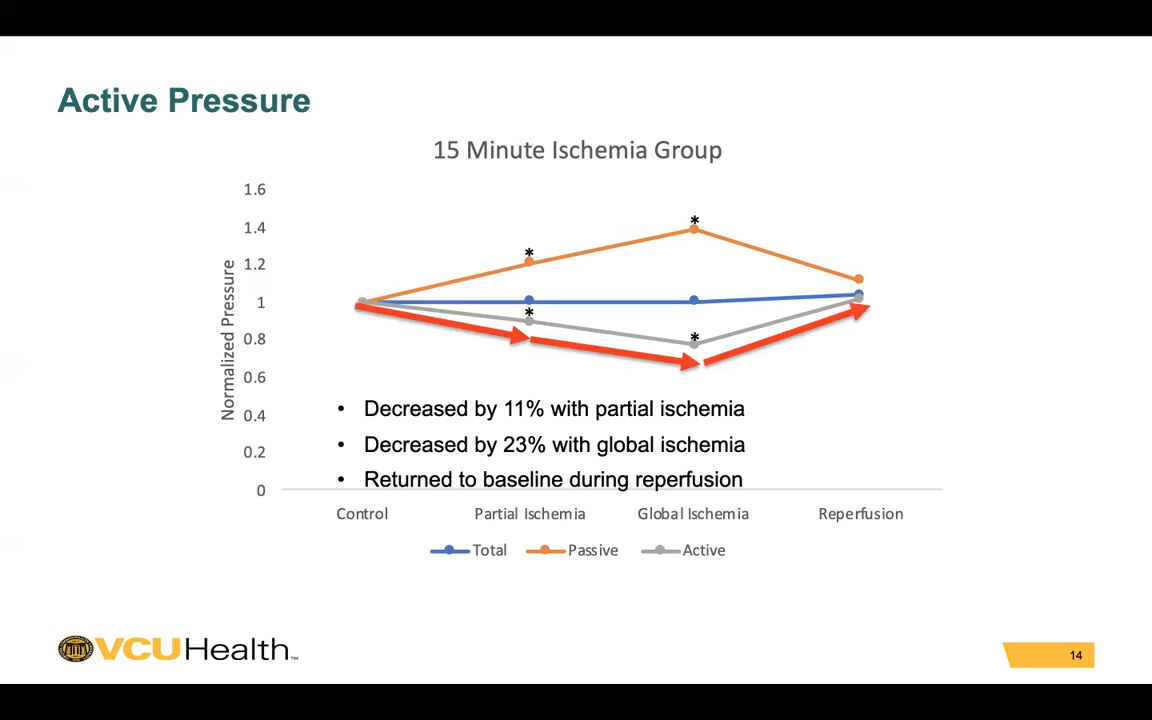 Active Pressure
15 Minute Ischemia Group
Normalized Pressure
1.6
1.4
1.2
1
0.8
0.6
0.4
0.2
0
*
*
*
*
• Decreased by 11% with partial ischemia
• Decreased by 23% with global ischemia
• Returned to baseline during reperfusion
Control Partial Ischemia Global Ischemia Reperfusion
Total Passive Active
VCUHealth™
14